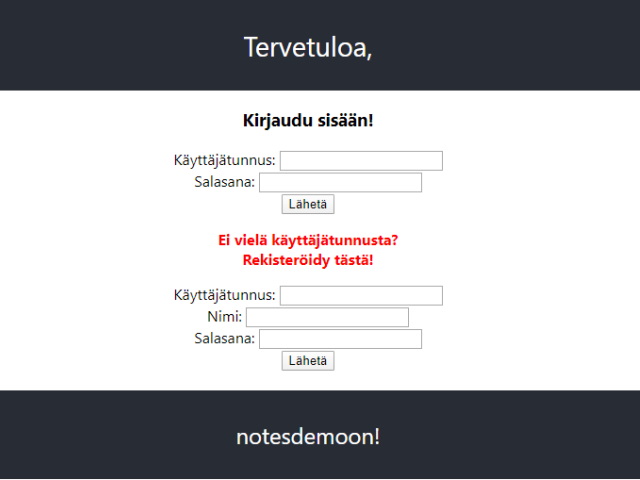 Tervetuloa,
Kirjaudu sisään!
Käyttäjätunnus:
Salasana:
Lähetä
Ei vielä käyttäjätunnusta?
Rekisteröidy tästä!
Käyttäjätunnus:
Nimi:
Salasana:
Lähetä
notesdemoon!